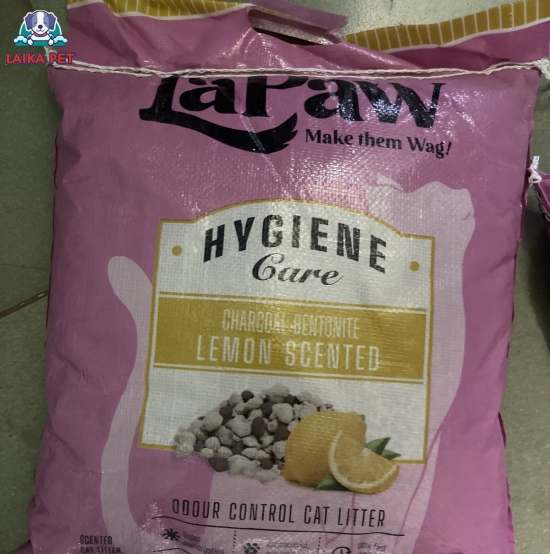 LAIKA PET
LaPaw
Make them Wag!
HYGIENE
Care
CHARCOAL BENTONITE
LEMON SCENTED
ODOUR CONTROL CAT LITTER
SCENTED
CAT LITTER